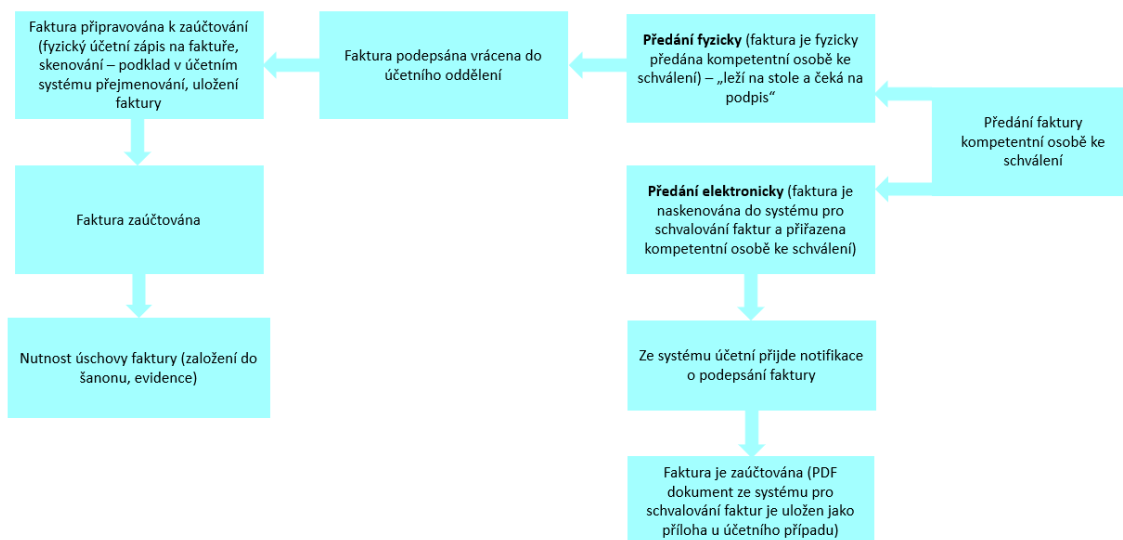 Předání faktury
kompetentní osobě ke
schválení
Předání fyzicky (faktura je fyzicky
předána kompetentní osobě ke
schválení) – „leží na stole a čeká na
podpis“
Faktura podepsána vrácena do
účetního oddělení
Faktura připravována k zaúčtování
(fyzický účetní zápis na faktuře,
skenování – podklad v účetním
systému přejmenování, uložení
faktury
Faktura zaúčtována
Nutnost úschovy faktury (založení do
šanonu, evidence)
Předání elektronicky (faktura je
naskenována do systému pro
schvalování faktur a přiřazena
kompetentní osobě ke schválení)
Ze systému účetní přijde notifikace
o podepsání faktury
Faktura je zaúčtována (PDF
dokument ze systému pro
schvalování faktur je uložen jako
příloha u účetního případu)